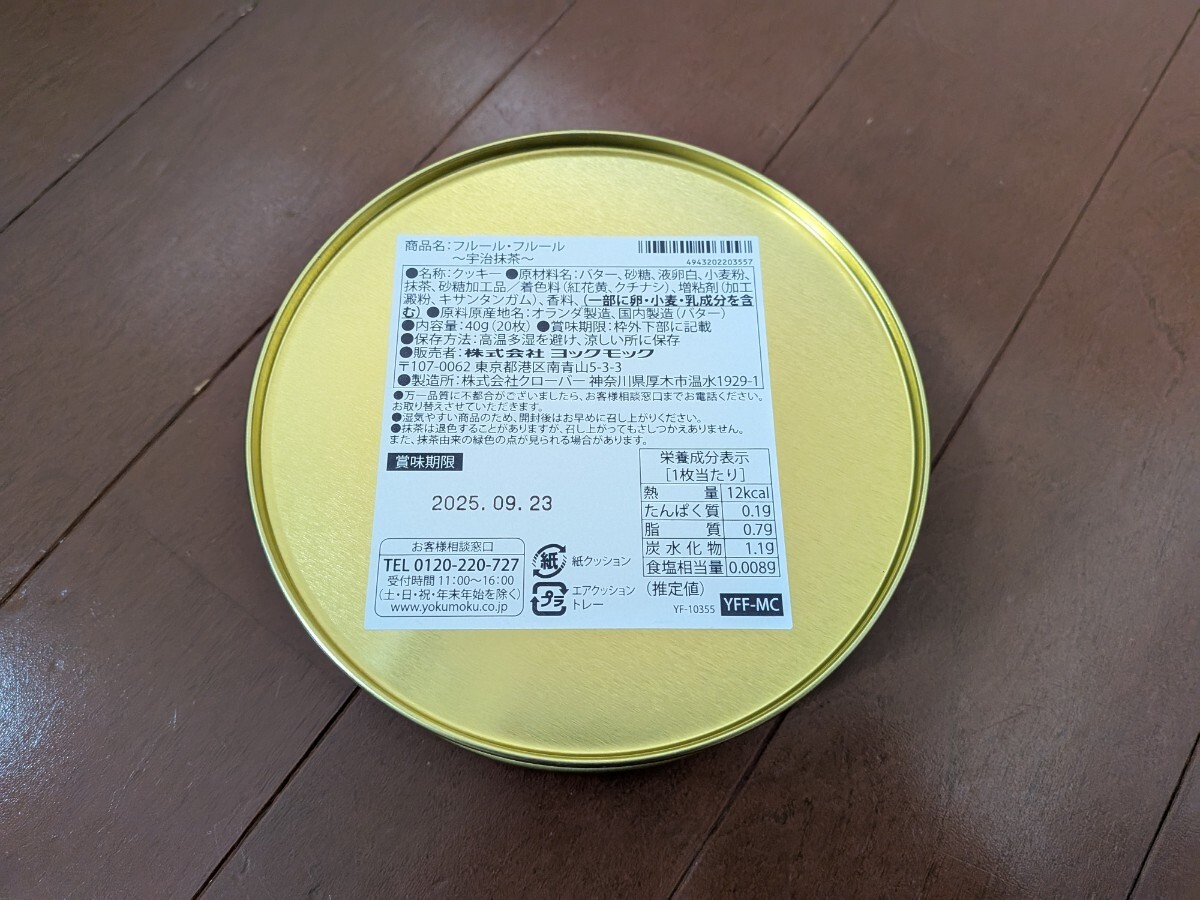 商品名：フルール・フルール
～宇治抹茶～
4943202203557
●名称：クッキー ●原材料名：バター、砂糖、液卵白、小麦粉、
抹茶、砂糖加工品／着色料（紅花黄、クチナシ）、増粘剤（加工
澱粉、キサンタンガム）、香料、（一部に卵・小麦・乳成分を含
む） ●原料原産地名：オランダ製造、国内製造（バター）
●内容量：40g（20枚） ●賞味期限：枠外下部に記載
●保存方法：高温多湿を避け、涼しい所に保存
●販売者：株式会社 ヨックモック
〒107-0062 東京都港区南青山5-3-3
●製造所：株式会社クローバー 神奈川県厚木市温水1929-1
●万一品質に不都合がございましたら、お客様相談窓口までお電話ください。
お取り替えさせていただきます。
●湿気やすい商品のため、開封後はお早めに召し上がりください。
●抹茶は退色することがありますが、召し上がってもさしつかえありません。
また、抹茶由来の緑色の点が見られる場合があります。
賞味期限
2025.09.23
栄養成分表示
［1枚当たり］
熱量 12kcal
たんぱく質 0.1g
脂質 0.7g
炭水化物 1.1g
食塩相当量 0.008g
（推定値）
お客様相談窓口
TEL 0120-220-727
受付時間 11:00～16:00
（土・日・祝・年末年始を除く）
www.yokumoku.co.jp
紙 紙クッション
プラ エアクッション
トレー
YF-10355 YFF-MC